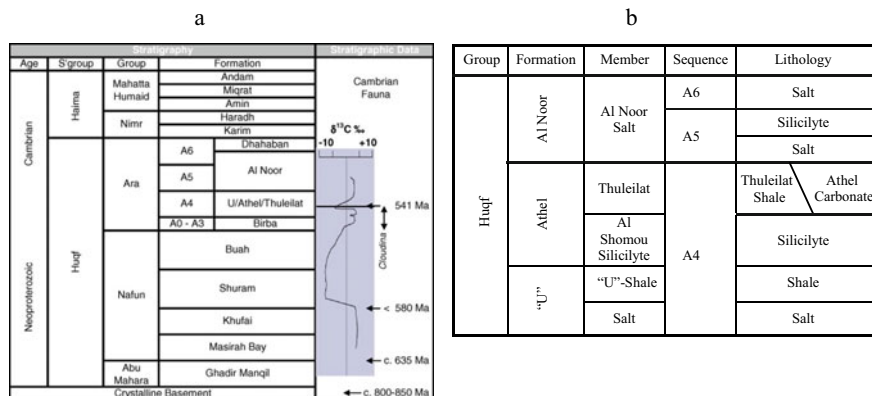 a
Stratigraphy Stratigraphic Data
Age S'group Group Formation
Cambrian
Neoproterozoic
Haima
Huqf
Mahatta
Humaid
Andam
Miqrat
Amin
Nimr
Haradh
Karim
Ara
A6 Dhahaban
A5 Al Noor
A4 U/Athel/Thuleilat
A0 - A3 Birba
Nafun
Buah
Shuram
Khufai
Masirah Bay
Abu
Mahara
Ghadir Manqil
Crystalline Basement
Cambrian
Fauna
δ¹³C ‰
-10 +10
541 Ma
Cloudina
< 580 Ma
c. 635 Ma
c. 800-850 Ma
b
Group Formation Member Sequence Lithology
Huqf
Al Noor
Al Noor
Salt
A6 Salt
A5 Silicilyte
Salt
Athel
Thuleilat
A4
Thuleilat
Shale
Athel
Carbonate
Al
Shomou
Silicilyte
Silicilyte
"U"
"U"-Shale Shale
Salt Salt